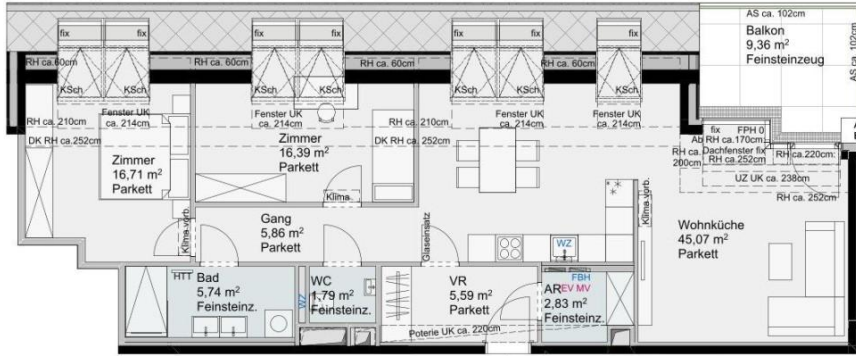 AS ca. 102cm
Balkon
9,36 m²
Feinsteinzeug
AS ca. 102cm
fix
fix
fix
fix
fix
fix
fix
RH ca.60cm
RH ca. 60cm
RH ca. 60cm
RH ca. 60cm
KSch
KSch
KSch
KSch
KSch
KSch
KSch
RH ca. 210cm
Fenster UK
ca. 214cm
DK RH ca. 252cm
Zimmer
16,71 m²
Parkett
Fenster UK
ca. 214cm
Zimmer
16,39 m²
Parkett
RH ca. 210cm
DK RH ca. 252cm
Fenster UK
ca. 214cm
Fenster UK
ca. 214cm
RH ca.
200cm
Ab
fix
FPH 0
RH ca.170cm
Dachfenster fix
RH ca.252cm
RH ca.220cm
UZ UK ca. 238cm
RH ca. 252cm
Klima
Klima vorb.
Klima vorb.
Gang
5,86 m²
Parkett
Glaseinsatz
WZ
Wohnküche
45,07 m²
Parkett
HTT
Bad
5,74 m²
Feinsteinz.
WZ
WC
1,79 m²
Feinsteinz.
VR
5,59 m²
Parkett
Poterie UK ca. 220cm
FBH
EV MV
AR
2,83 m²
Feinsteinz.